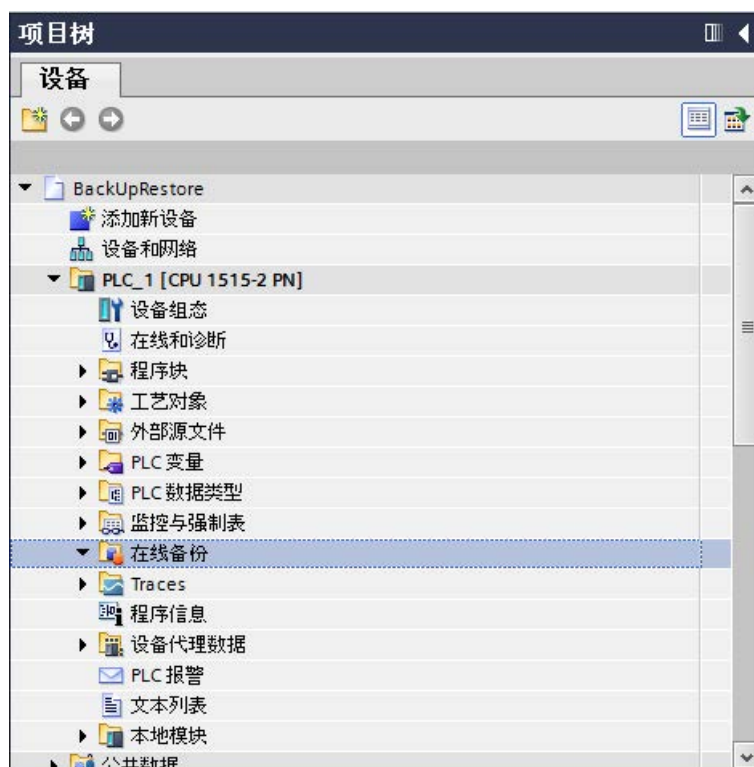 项目树
设备
BackUpRestore
添加新设备
设备和网络
PLC_1 [CPU 1515-2 PN]
设备组态
在线和诊断
程序块
工艺对象
外部源文件
PLC 变量
PLC 数据类型
监控与强制表
在线备份
Traces
程序信息
设备代理数据
PLC 报警
文本列表
本地模块
公共数据